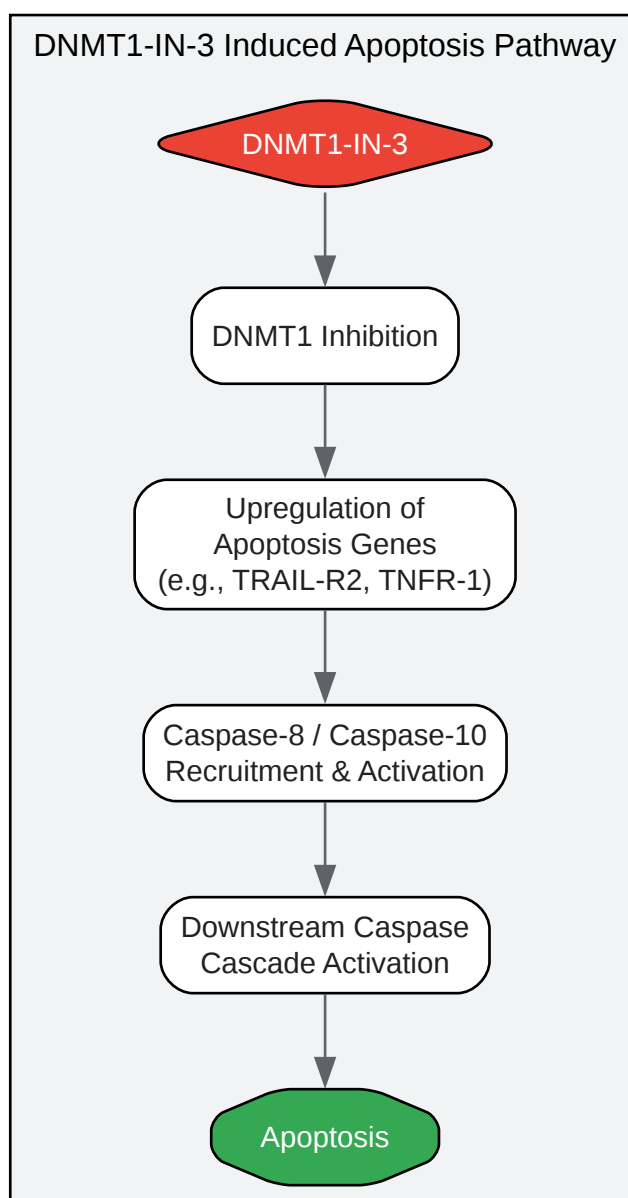 DNMT1-IN-3 Induced Apoptosis Pathway
DNMT1-IN-3
DNMT1 Inhibition
Upregulation of
Apoptosis Genes
(e.g., TRAIL-R2, TNFR-1)
Caspase-8 / Caspase-10
Recruitment & Activation
Downstream Caspase
Cascade Activation
Apoptosis